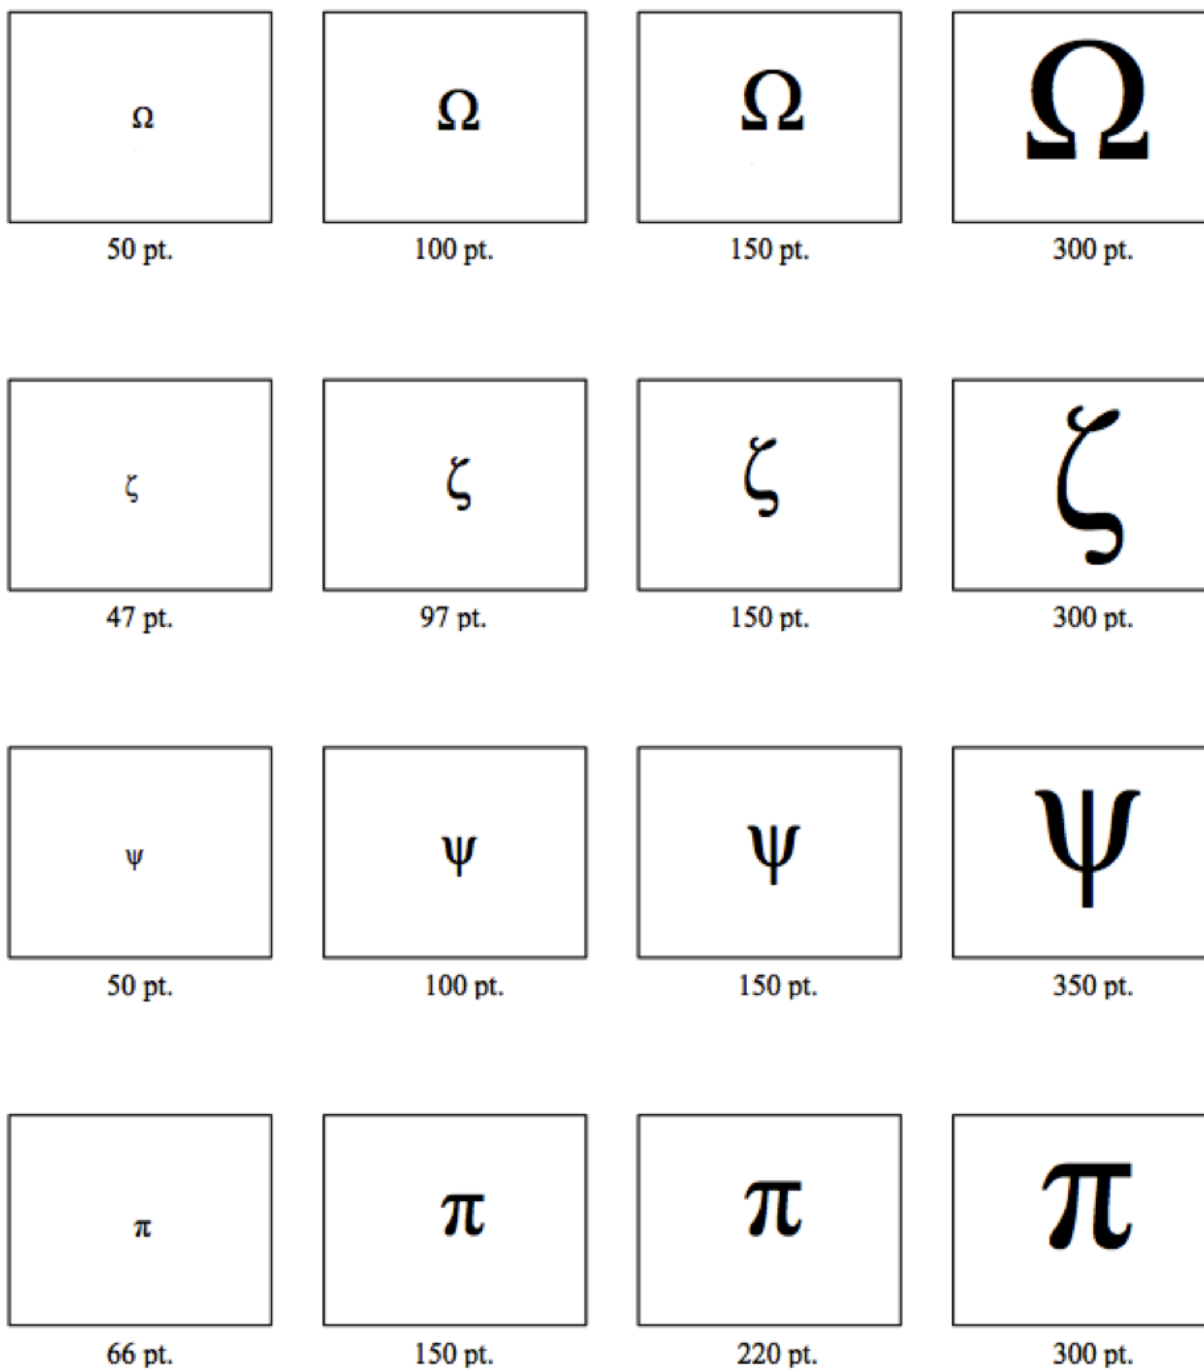 Ω Ω Ω Ω
50 pt. 100 pt. 150 pt. 300 pt.
ζ ζ ζ ζ
47 pt. 97 pt. 150 pt. 300 pt.
ψ ψ ψ ψ
50 pt. 100 pt. 150 pt. 350 pt.
π π π π
66 pt. 150 pt. 220 pt. 300 pt.